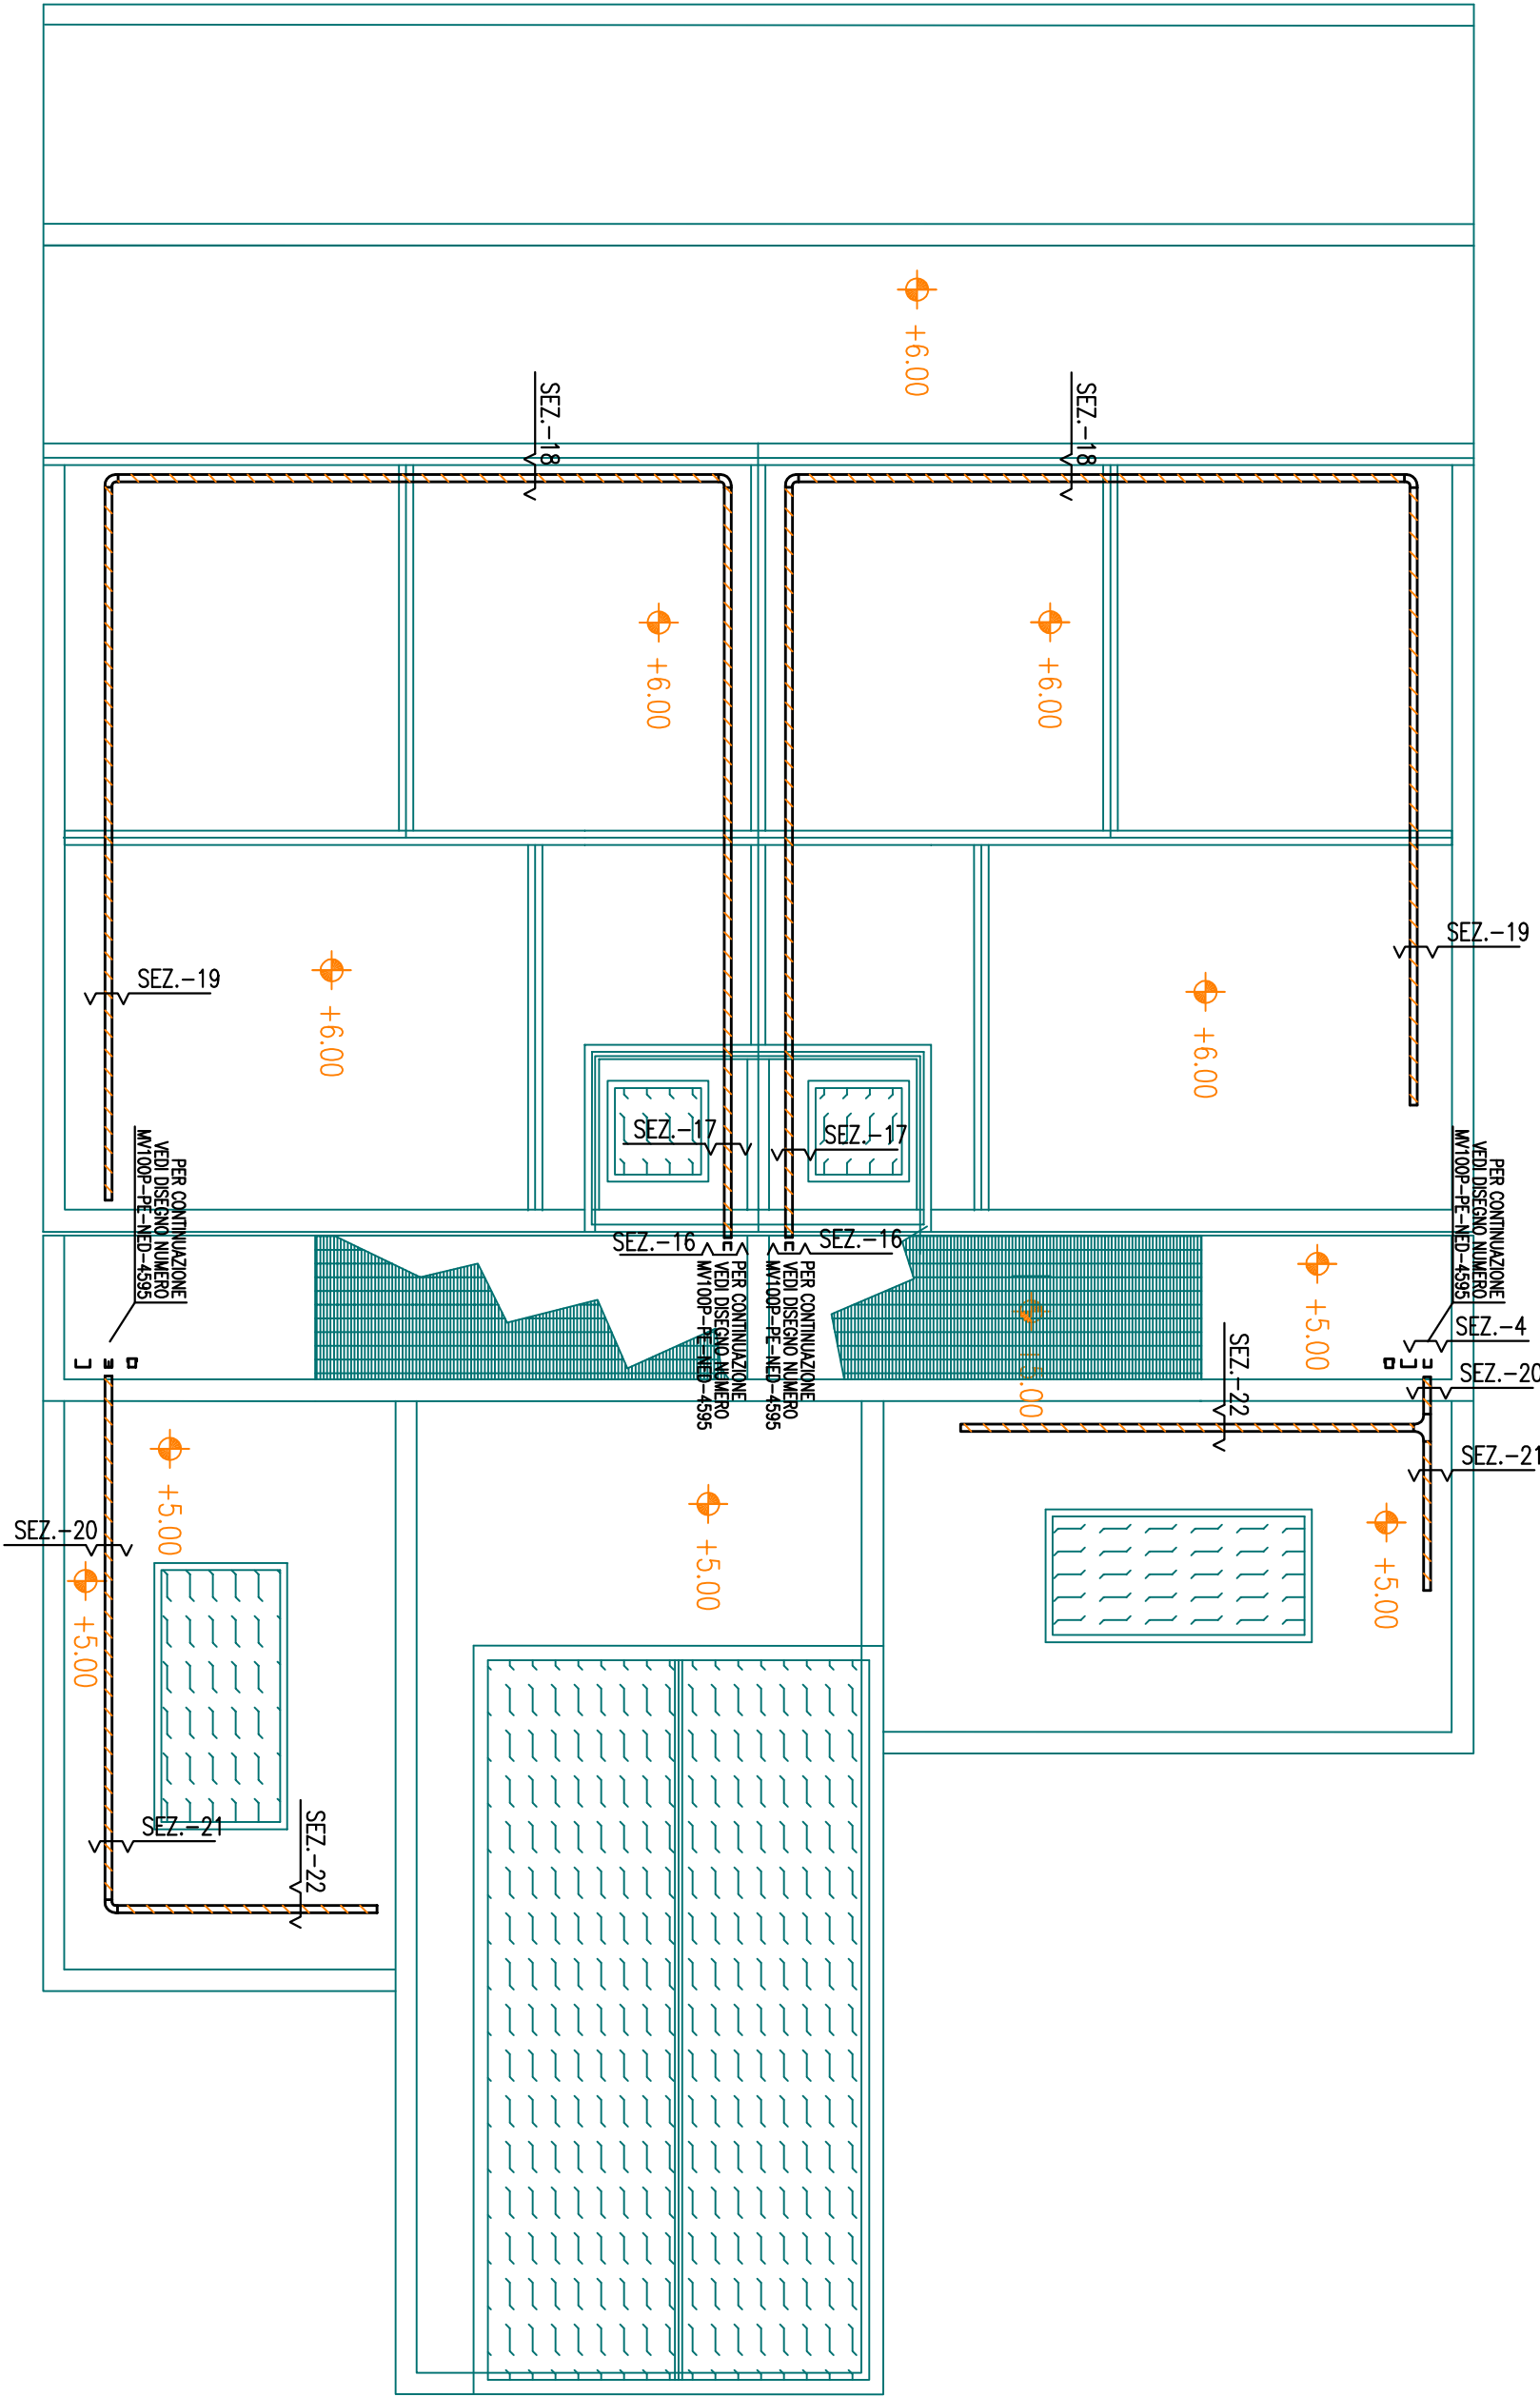 +6.00
SEZ.-18
SEZ.-18
+6.00
+6.00
SEZ.-19
SEZ.-19
+6.00
+6.00
SEZ.-17
SEZ.-17
PER CONTINUAZIONE
VEDI DISEGNO NUMERO
MV100P-PE-NED-4595
PER CONTINUAZIONE
VEDI DISEGNO NUMERO
MV100P-PE-NED-4595
SEZ.-16
SEZ.-16
PER CONTINUAZIONE
VEDI DISEGNO NUMERO
MV100P-PE-NED-4595
PER CONTINUAZIONE
VEDI DISEGNO NUMERO
MV100P-PE-NED-4595
+5.00
+5.00
SEZ.-4
SEZ.-20
SEZ.-22
SEZ.-21
+5.00
+5.00
+5.00
SEZ.-20
+5.00
SEZ.-21
SEZ.-22